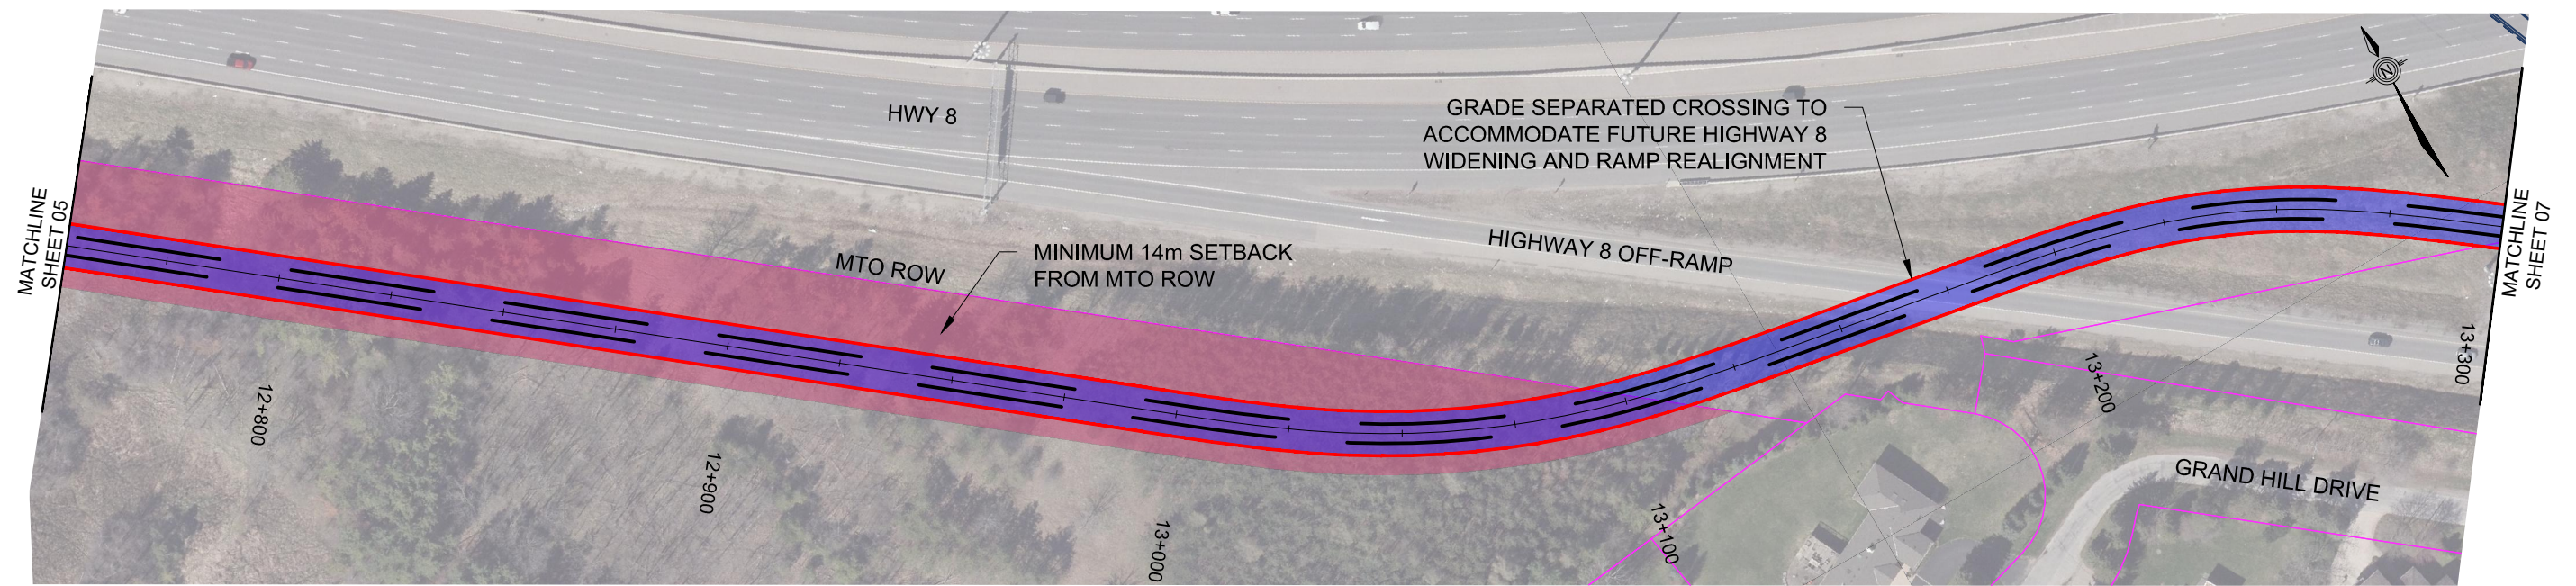 HWY 8
GRADE SEPARATED CROSSING TO
ACCOMMODATE FUTURE HIGHWAY 8
WIDENING AND RAMP REALIGNMENT
N
MATCHLINE
SHEET 05
MTO ROW
MINIMUM 14m SETBACK
FROM MTO ROW
HIGHWAY 8 OFF-RAMP
MATCHLINE
SHEET 07
12+800
12+900
13+000
13+100
13+200
13+300
GRAND HILL DRIVE